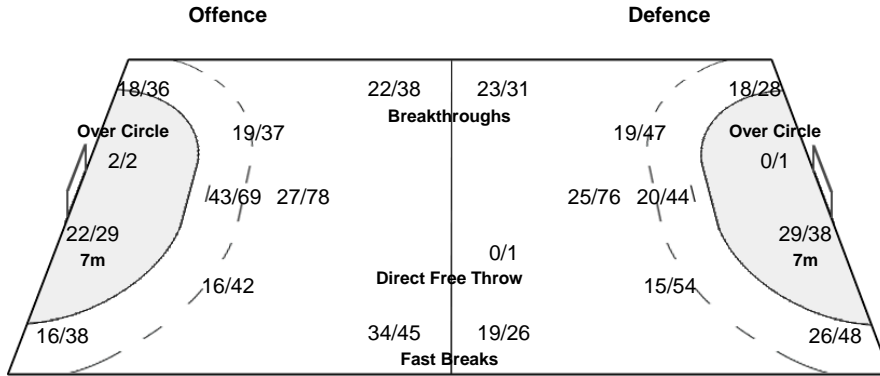 Offence Defence
18/36 22/38 23/31 18/28
Breakthroughs
Over Circle 19/37 19/47 Over Circle
2/2 0/1
43/69 27/78 25/76 20/44
22/29 29/38
0/1
7m 7m
Direct Free Throw
16/42 15/54
16/38 34/45 19/26 26/48
Fast Breaks